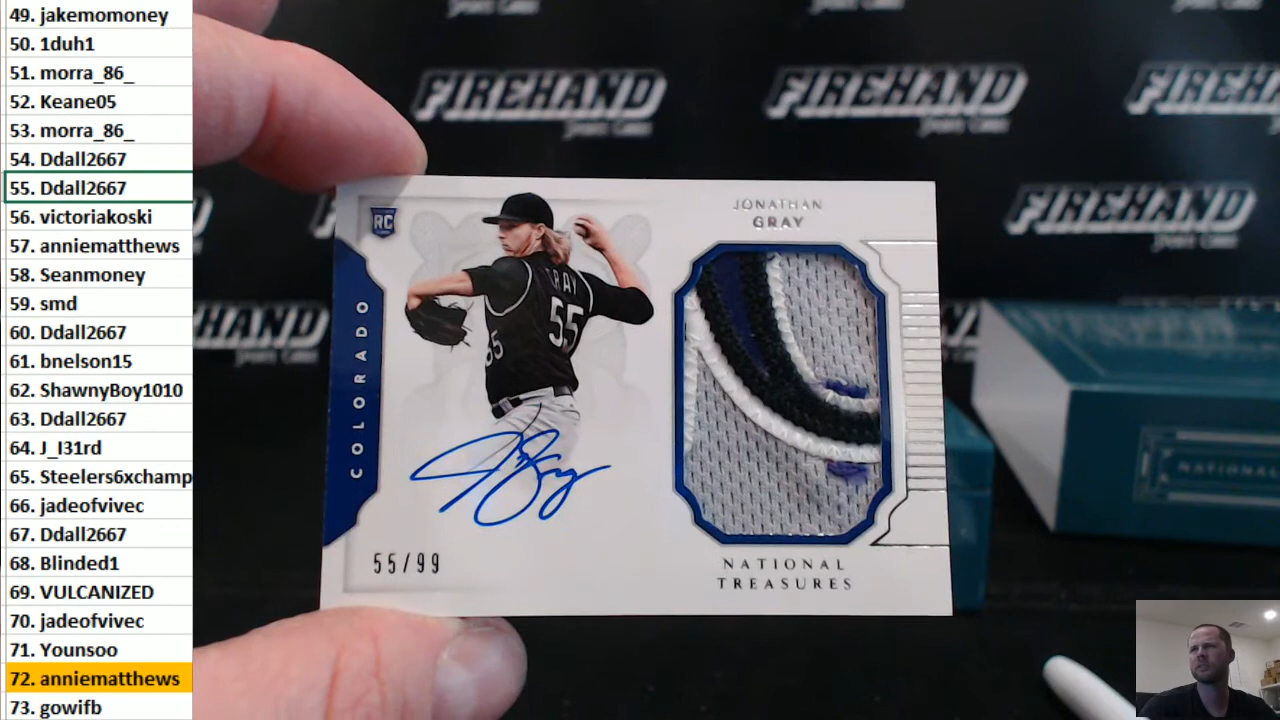 49. jakemomoney
50. 1duh1
51. morra_86_
52. Keane05
53. morra_86_
54. Ddall2667
55. Ddall2667
56. victoriakoski
57. anniematthews
58. Seanmoney
59. smd
60. Ddall2667
61. bnelson15
62. ShawnyBoy1010
63. Ddall2667
64. J_I31rd
65. Steelers6xchamp
66. jadeofvivec
67. Ddall2667
68. Blinded1
69. VULCANIZED
70. jadeofvivec
71. Younsoo
72. anniematthews
73. gowifb
FIREHAND
FIREHAND
FIREHAND
FIREHAND
RC
COLORADO
GRAY
55
55
JONATHAN
GRAY
55/99
NATIONAL
TREASURES
NATIONAL